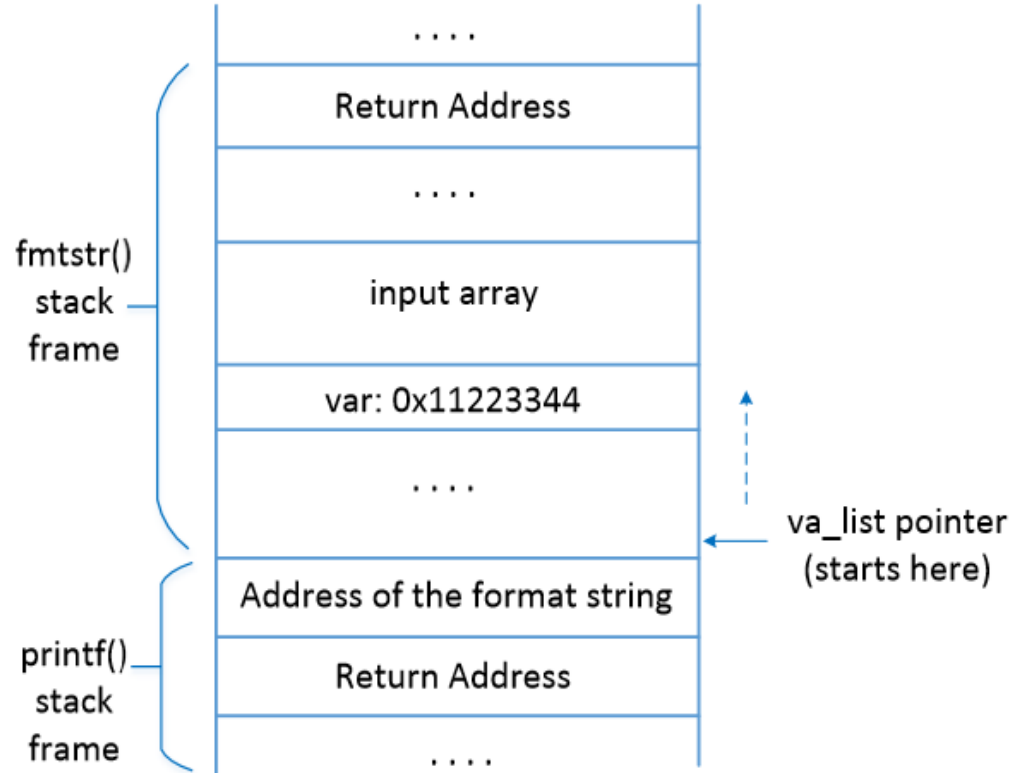 . . . .
Return Address
. . . .
fmtstr()
stack
frame
input array
var: 0x11223344
. . . .
va_list pointer
(starts here)
Address of the format string
printf()
stack
frame
Return Address
. . . .